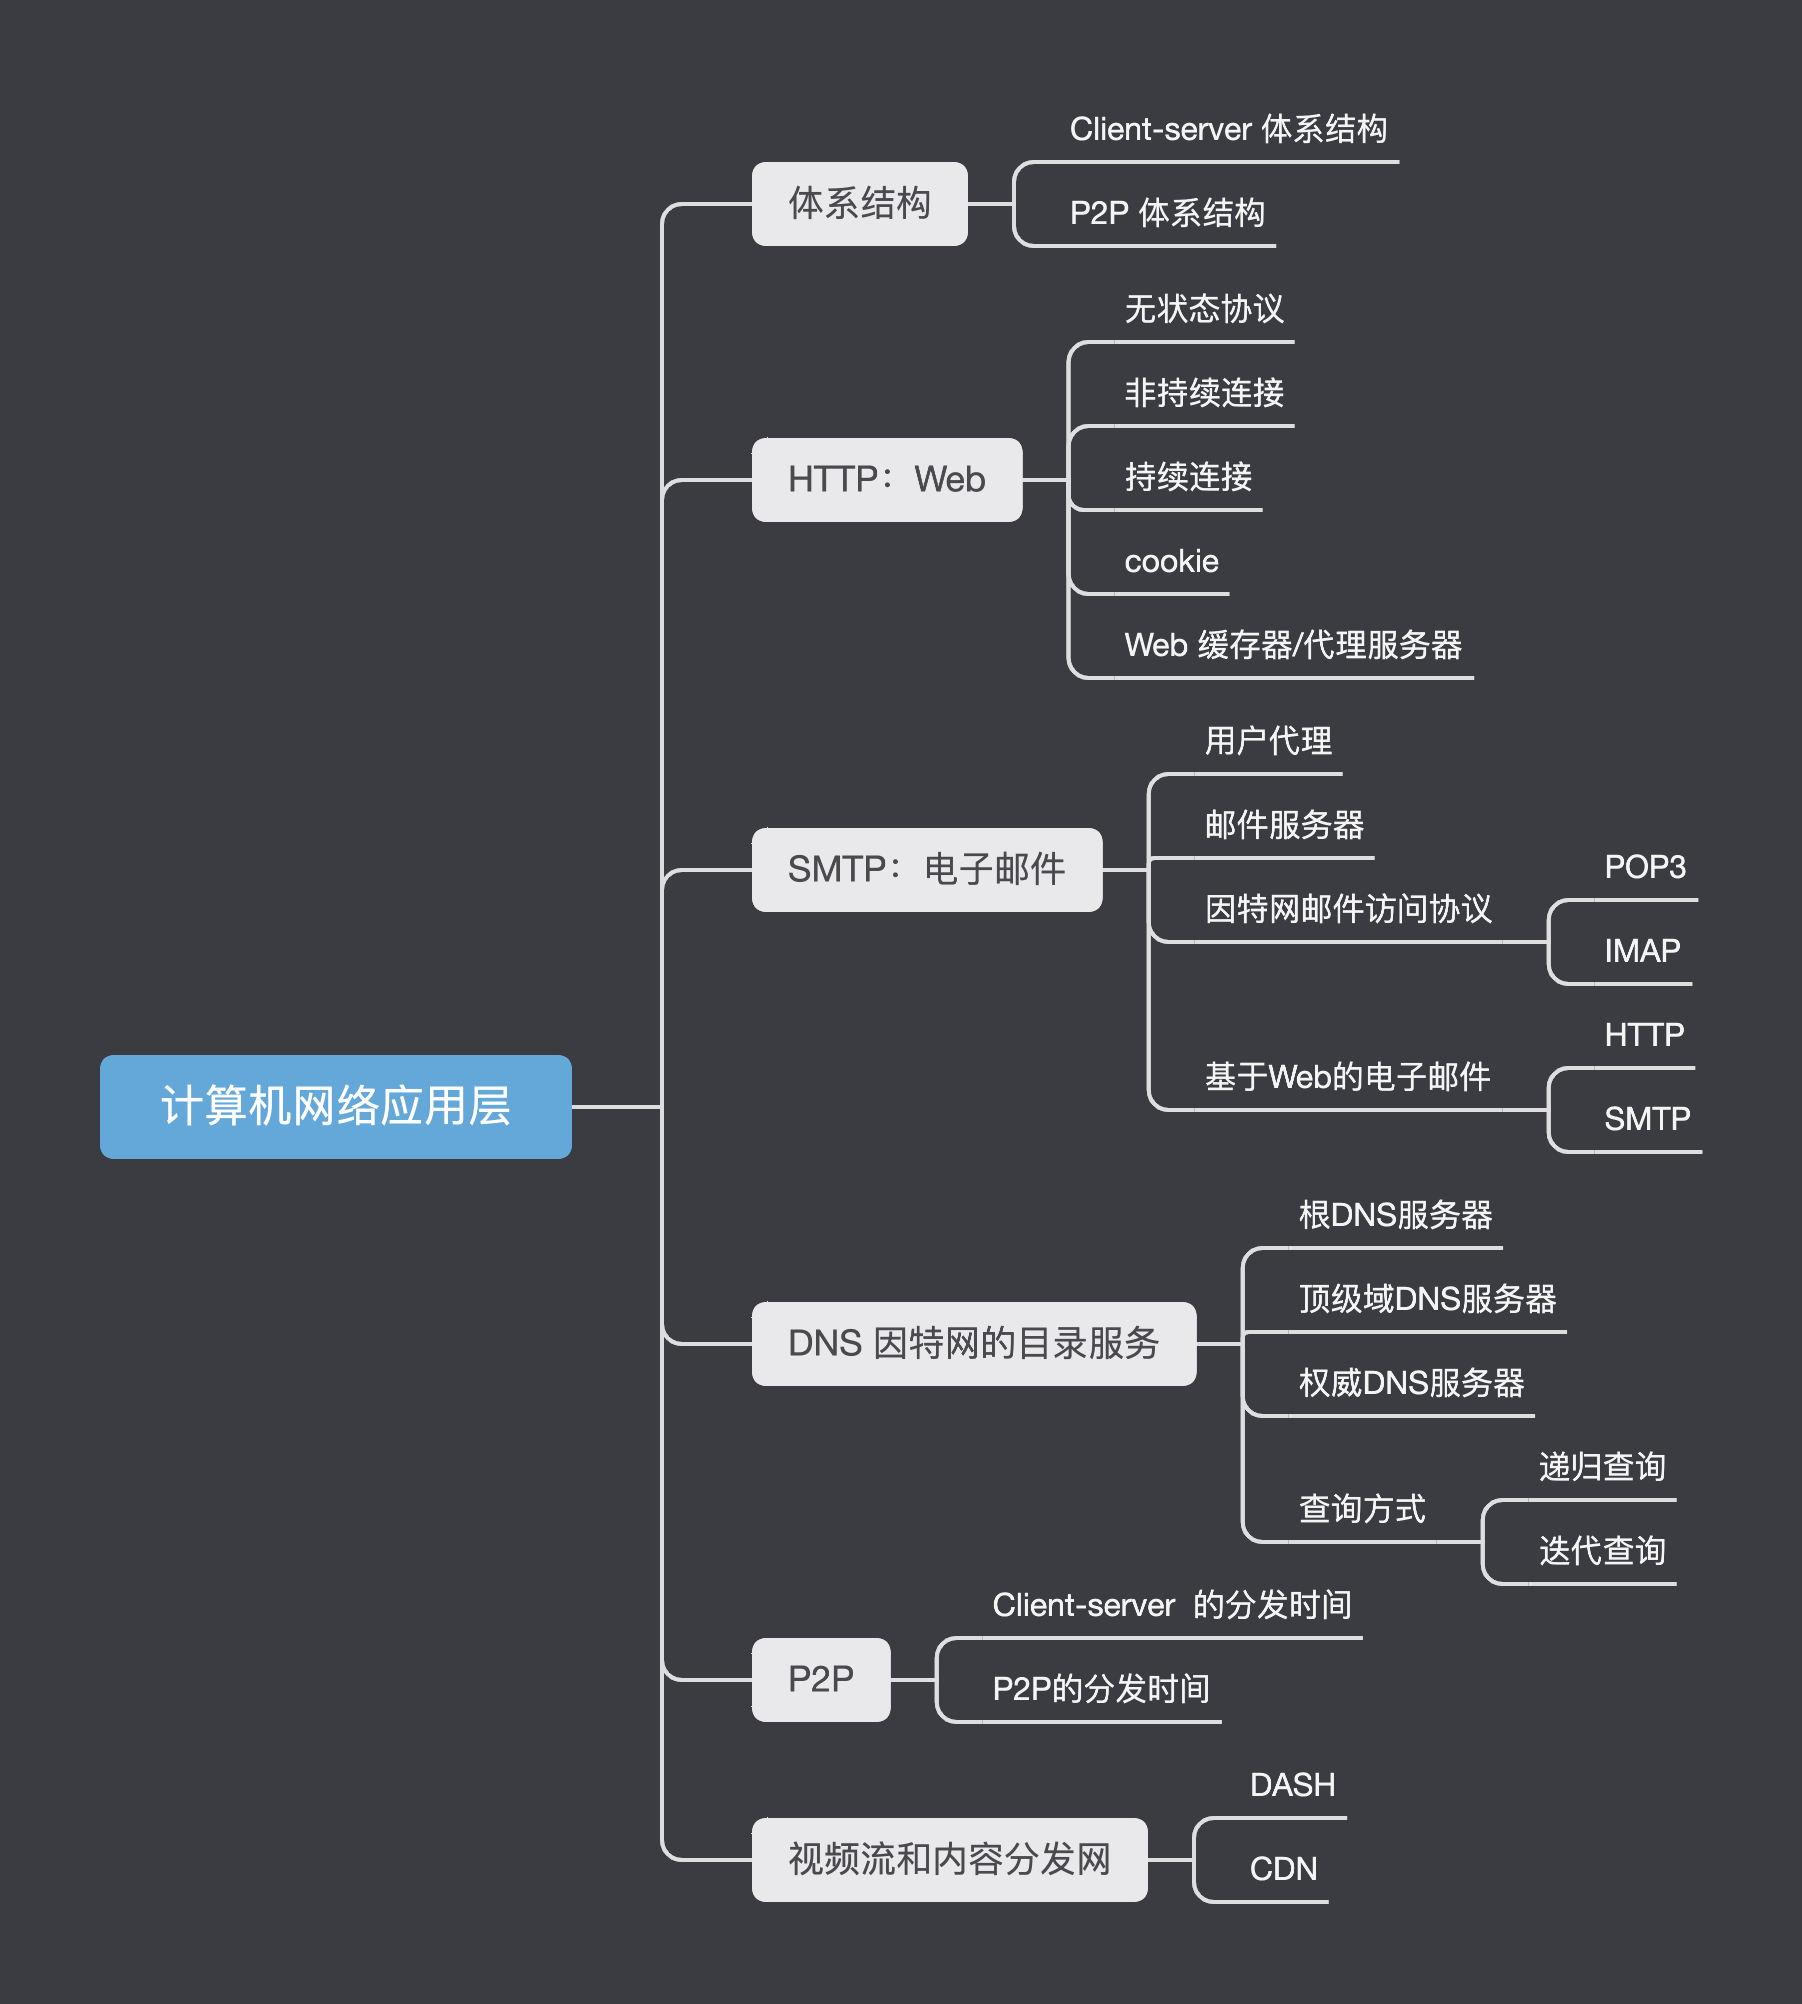 计算机网络应用层
体系结构
Client-server 体系结构
P2P 体系结构
HTTP：Web
无状态协议
非持续连接
持续连接
cookie
Web 缓存器/代理服务器
SMTP：电子邮件
用户代理
邮件服务器
因特网邮件访问协议
POP3
IMAP
基于Web的电子邮件
HTTP
SMTP
DNS 因特网的目录服务
根DNS服务器
顶级域DNS服务器
权威DNS服务器
查询方式
递归查询
迭代查询
P2P
Client-server 的分发时间
P2P的分发时间
视频流和内容分发网
DASH
CDN